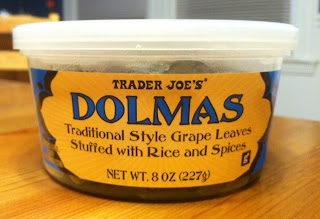 TRADER JOE'S®
DOLMAS
Traditional Style Grape Leaves
Stuffed with Rice and Spices
NET WT. 8 OZ (227g)